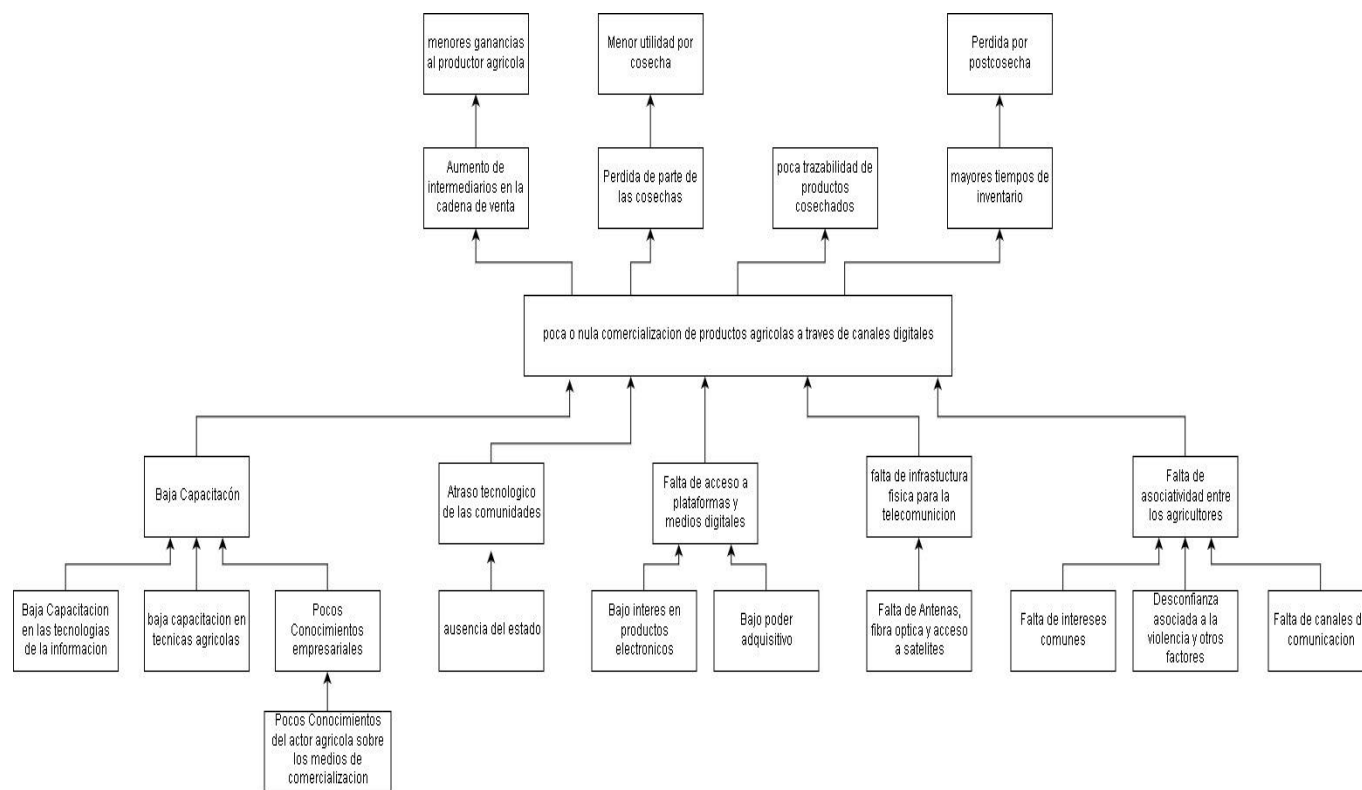 menores ganancias
al productor agricola
Menor utilidad por
cosecha
Perdida por
postcosecha
Aumento de
intermediarios en la
cadena de venta
Perdida de parte de
las cosechas
poca trazabilidad de
productos
cosechados
mayores tiempos de
inventario
poca o nula comercializacion de productos agricolas a traves de canales digitales
Baja Capacitacón
Atraso tecnologico
de las comunidades
Falta de acceso a
plataformas y
medios digitales
falta de infrastuctura
fisica para la
telecomunicion
Falta de
asociatividad entre
los agricultores
Baja Capacitacion
en las tecnologias
de la informacion
baja capacitacion en
tecnicas agricolas
Pocos
Conocimientos
empresariales
ausencia del estado
Bajo interes en
productos
electronicos
Bajo poder
adquisitivo
Falta de Antenas,
fibra optica y acceso
a satelites
Falta de intereses
comunes
Desconfianza
asociada a la
violencia y otros
factores
Falta de canales de
comunicacion
Pocos Conocimientos
del actor agricola sobre
los medios de
comercializacion